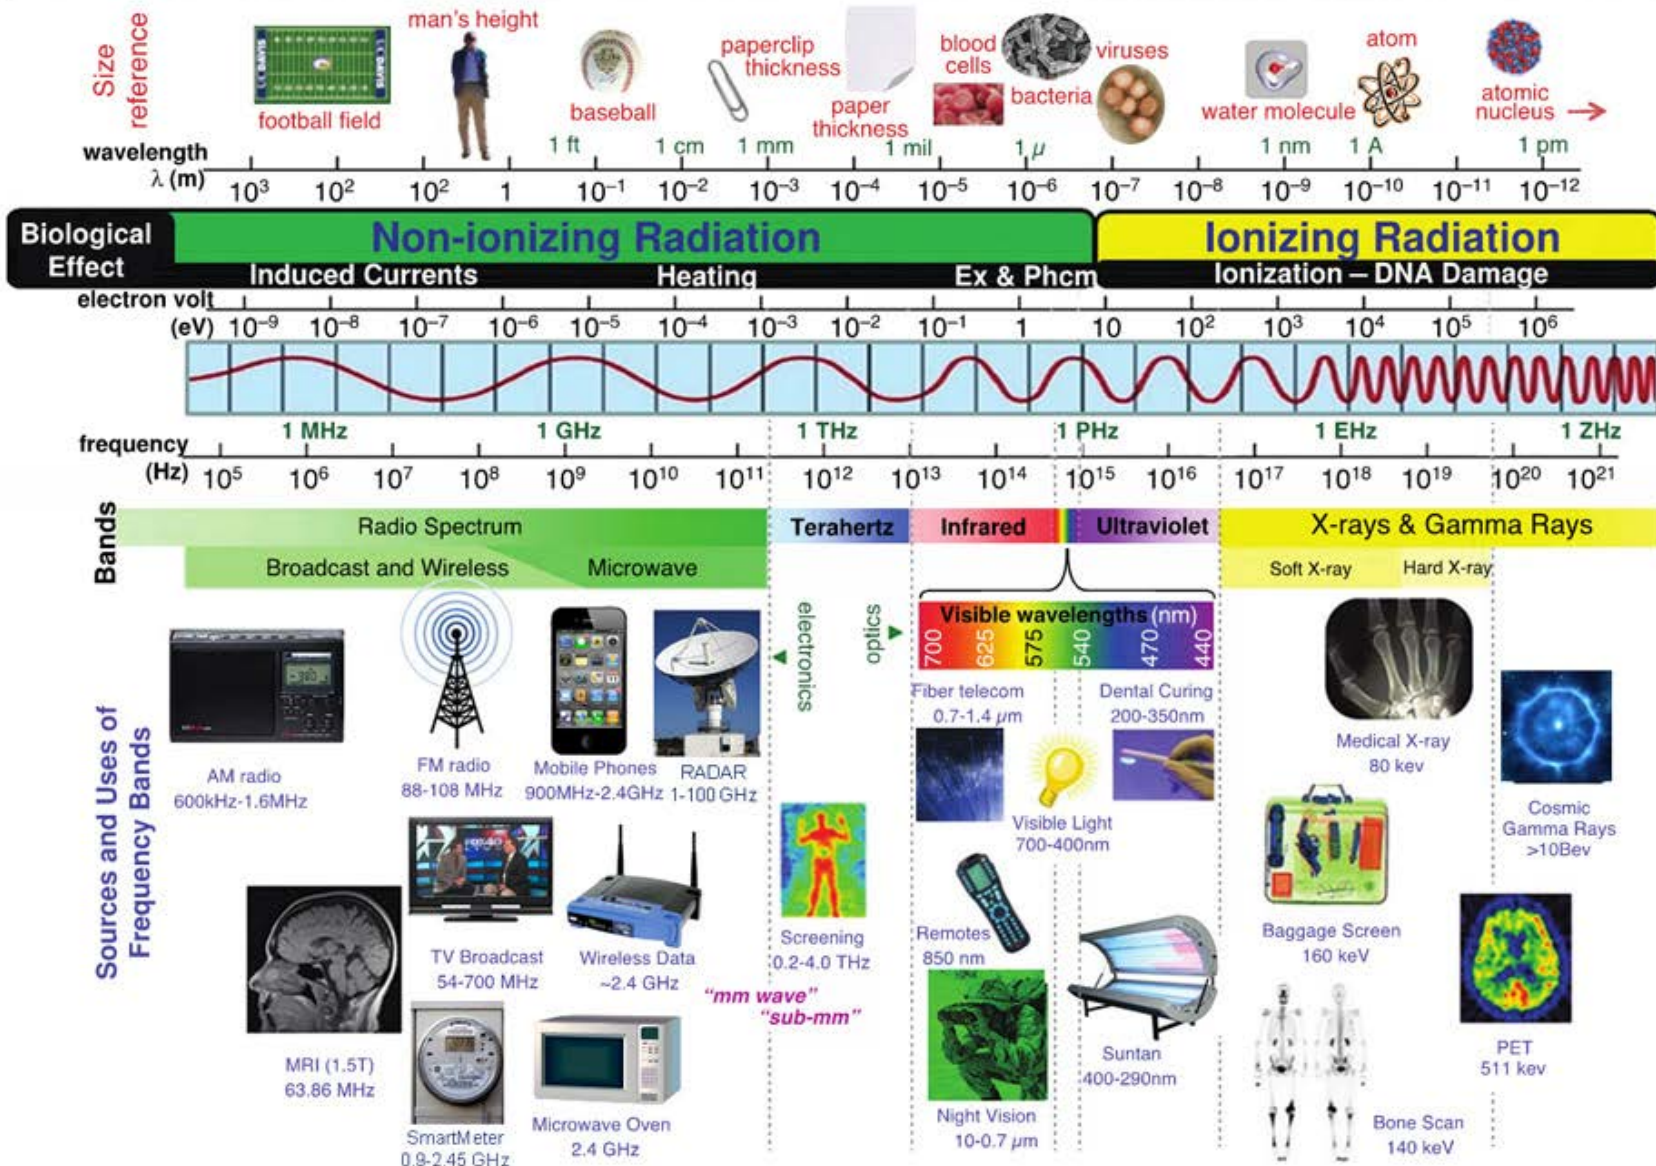 Size reference
man's height
football field
baseball
paperclip thickness
paper thickness
blood cells
bacteria
viruses
water molecule
atom
atomic nucleus →
wavelength λ (m)
1 ft 1 cm 1 mm 1 mil 1 μ 1 nm 1 A 1 pm
10³ 10² 10² 1 10⁻¹ 10⁻² 10⁻³ 10⁻⁴ 10⁻⁵ 10⁻⁶ 10⁻⁷ 10⁻⁸ 10⁻⁹ 10⁻¹⁰ 10⁻¹¹ 10⁻¹²
Biological Effect
Non-ionizing Radiation
Ionizing Radiation
Induced Currents
Heating
Ex & Phcm
Ionization – DNA Damage
electron volt (eV)
10⁻⁹ 10⁻⁸ 10⁻⁷ 10⁻⁶ 10⁻⁵ 10⁻⁴ 10⁻³ 10⁻² 10⁻¹ 1 10 10² 10³ 10⁴ 10⁵ 10⁶
1 MHz 1 GHz 1 THz 1 PHz 1 EHz 1 ZHz
frequency (Hz)
10⁵ 10⁶ 10⁷ 10⁸ 10⁹ 10¹⁰ 10¹¹ 10¹² 10¹³ 10¹⁴ 10¹⁵ 10¹⁶ 10¹⁷ 10¹⁸ 10¹⁹ 10²⁰ 10²¹
Bands
Radio Spectrum
Terahertz
Infrared
Ultraviolet
X-rays & Gamma Rays
Broadcast and Wireless
Microwave
Soft X-ray
Hard X-ray
electronics
optics
Visible wavelengths (nm)
700 625 575 540 470 440
Sources and Uses of Frequency Bands
AM radio
600kHz-1.6MHz
FM radio
88-108 MHz
Mobile Phones
900MHz-2.4GHz
RADAR
1-100 GHz
Fiber telecom
0.7-1.4 μm
Dental Curing
200-350nm
Visible Light
700-400nm
Medical X-ray
80 kev
Cosmic
Gamma Rays
>10Bev
TV Broadcast
54-700 MHz
Wireless Data
~2.4 GHz
"mm wave"
"sub-mm"
Screening
0.2-4.0 THz
Remotes
850 nm
Baggage Screen
160 keV
MRI (1.5T)
63.86 MHz
SmartMeter
0.9-2.45 GHz
Microwave Oven
2.4 GHz
Night Vision
10-0.7 μm
Suntan
400-290nm
PET
511 kev
Bone Scan
140 keV